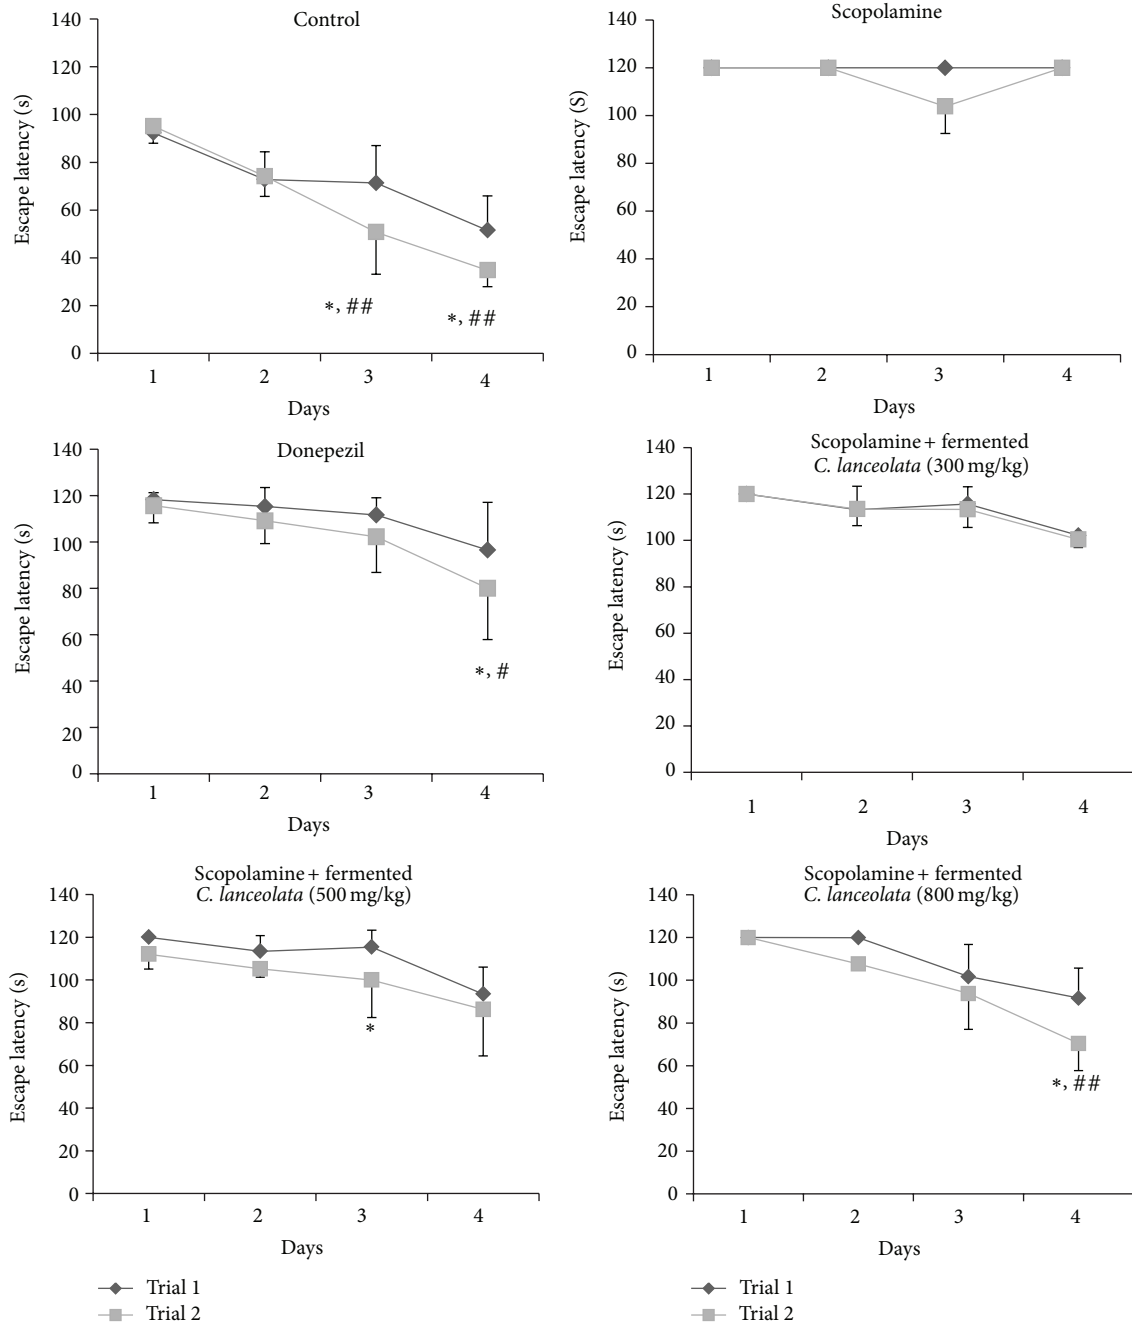 Control
Escape latency (s)
140
120
100
80
60
40
20
0
*, ##
*, ##
1 2 3 4
Days
Scopolamine
Escape latency (S)
140
120
100
80
60
40
20
0
1 2 3 4
Days
Donepezil
Escape latency (s)
140
120
100
80
60
40
20
0
*, #
1 2 3 4
Days
Scopolamine + fermented
C. lanceolata (300 mg/kg)
Escape latency (s)
140
120
100
80
60
40
20
0
1 2 3 4
Days
Scopolamine + fermented
C. lanceolata (500 mg/kg)
Escape latency (s)
140
120
100
80
60
40
20
0
*
1 2 3 4
Days
Trial 1
Trial 2
Scopolamine + fermented
C. lanceolata (800 mg/kg)
Escape latency (s)
140
120
100
80
60
40
20
0
*, ##
1 2 3 4
Days
Trial 1
Trial 2